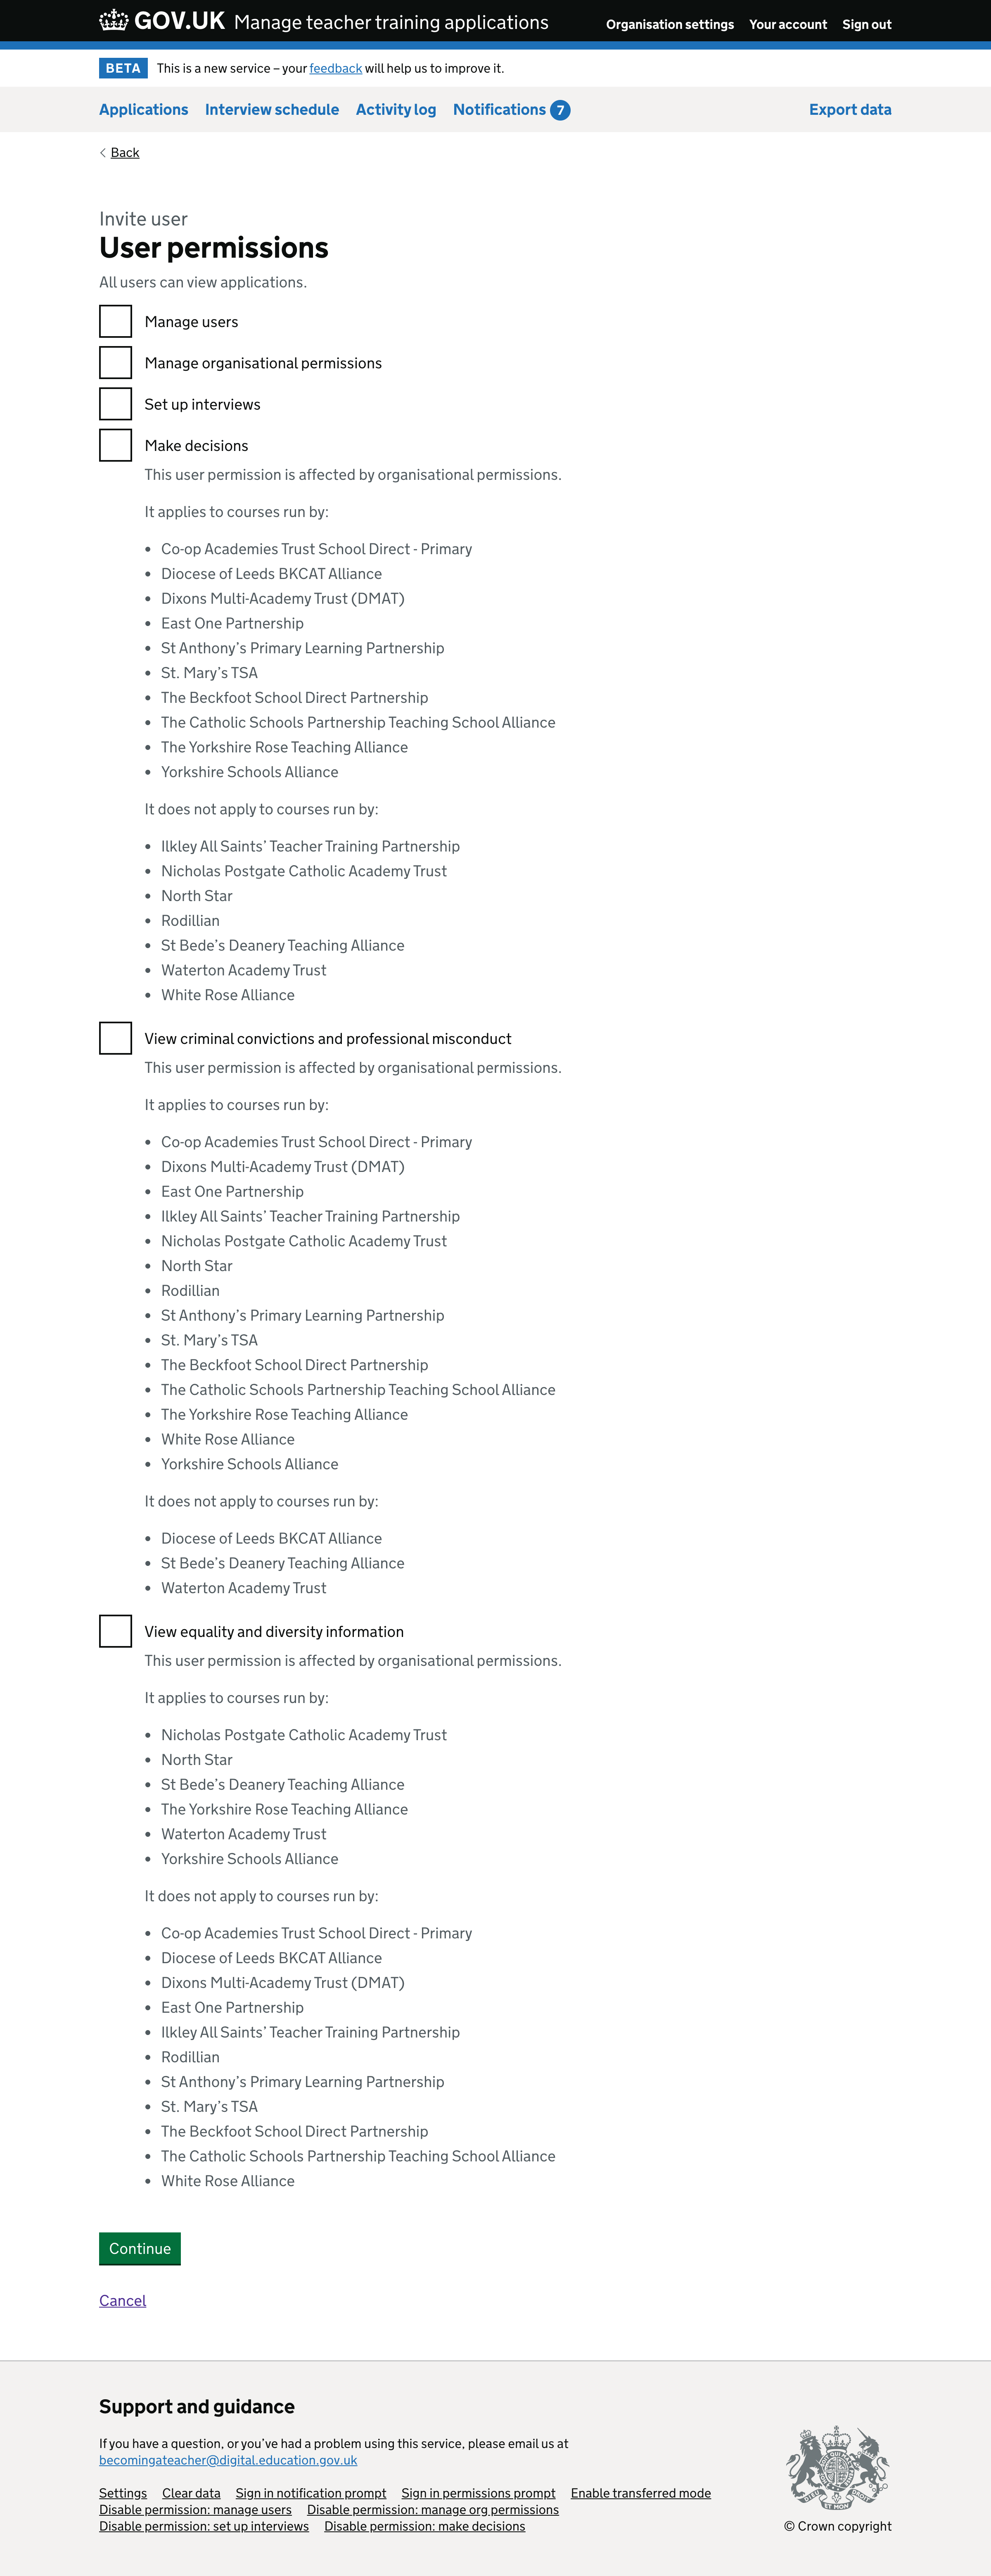 GOV.UK Manage teacher training applications Organisation settings Your account Sign out
BETA This is a new service – your feedback will help us to improve it.
Applications Interview schedule Activity log Notifications 7 Export data
Back
Invite user
User permissions
All users can view applications.
Manage users
Manage organisational permissions
Set up interviews
Make decisions
This user permission is affected by organisational permissions.
It applies to courses run by:
• Co-op Academies Trust School Direct - Primary
• Diocese of Leeds BKCAT Alliance
• Dixons Multi-Academy Trust (DMAT)
• East One Partnership
• St Anthony’s Primary Learning Partnership
• St. Mary’s TSA
• The Beckfoot School Direct Partnership
• The Catholic Schools Partnership Teaching School Alliance
• The Yorkshire Rose Teaching Alliance
• Yorkshire Schools Alliance
It does not apply to courses run by:
• Ilkley All Saints’ Teacher Training Partnership
• Nicholas Postgate Catholic Academy Trust
• North Star
• Rodillian
• St Bede’s Deanery Teaching Alliance
• Waterton Academy Trust
• White Rose Alliance
View criminal convictions and professional misconduct
This user permission is affected by organisational permissions.
It applies to courses run by:
• Co-op Academies Trust School Direct - Primary
• Dixons Multi-Academy Trust (DMAT)
• East One Partnership
• Ilkley All Saints’ Teacher Training Partnership
• Nicholas Postgate Catholic Academy Trust
• North Star
• Rodillian
• St Anthony’s Primary Learning Partnership
• St. Mary’s TSA
• The Beckfoot School Direct Partnership
• The Catholic Schools Partnership Teaching School Alliance
• The Yorkshire Rose Teaching Alliance
• White Rose Alliance
• Yorkshire Schools Alliance
It does not apply to courses run by:
• Diocese of Leeds BKCAT Alliance
• St Bede’s Deanery Teaching Alliance
• Waterton Academy Trust
View equality and diversity information
This user permission is affected by organisational permissions.
It applies to courses run by:
• Nicholas Postgate Catholic Academy Trust
• North Star
• St Bede’s Deanery Teaching Alliance
• The Yorkshire Rose Teaching Alliance
• Waterton Academy Trust
• Yorkshire Schools Alliance
It does not apply to courses run by:
• Co-op Academies Trust School Direct - Primary
• Diocese of Leeds BKCAT Alliance
• Dixons Multi-Academy Trust (DMAT)
• East One Partnership
• Ilkley All Saints’ Teacher Training Partnership
• Rodillian
• St Anthony’s Primary Learning Partnership
• St. Mary’s TSA
• The Beckfoot School Direct Partnership
• The Catholic Schools Partnership Teaching School Alliance
• White Rose Alliance
Continue
Cancel
Support and guidance
If you have a question, or you’ve had a problem using this service, please email us at
becomingateacher@digital.education.gov.uk
Settings Clear data Sign in notification prompt Sign in permissions prompt Enable transferred mode
Disable permission: manage users Disable permission: manage org permissions
Disable permission: set up interviews Disable permission: make decisions
© Crown copyright